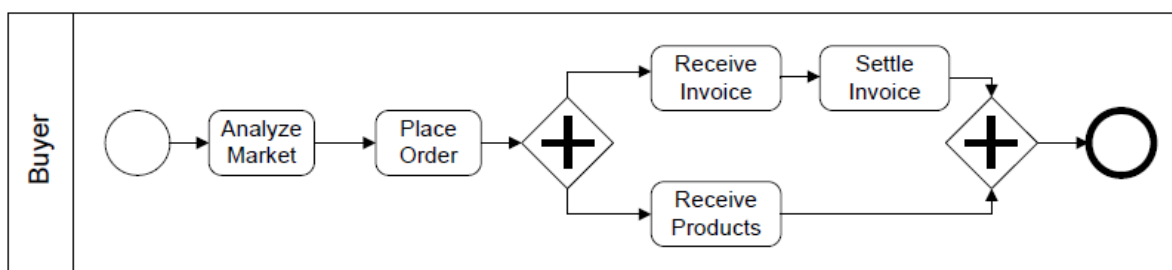 Buyer
Analyze
Market
Place
Order
Receive
Invoice
Settle
Invoice
Receive
Products